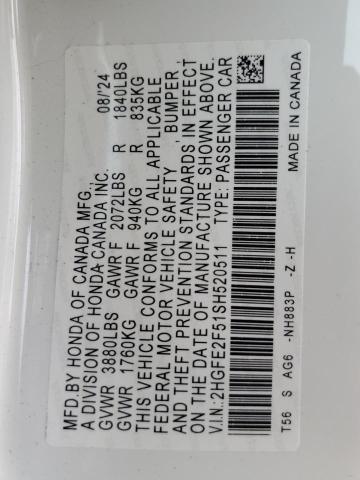 MFD.BY HONDA OF CANADA MFG., 08/'24
A DIVISION OF HONDA CANADA INC.
GVWR 3880LBS GAWR F 2072LBS R 1840LBS
GVWR 1760KG GAWR F 940KG R 835KG
THIS VEHICLE CONFORMS TO ALL APPLICABLE
FEDERAL MOTOR VEHICLE SAFETY, BUMPER,
AND THEFT PREVENTION STANDARDS IN EFFECT
ON THE DATE OF MANUFACTURE SHOWN ABOVE.
V.I.N.:2HGFE2F51SH520511 TYPE: PASSENGER CAR
T56 S AG6 -NH883P -Z -H MADE IN CANADA